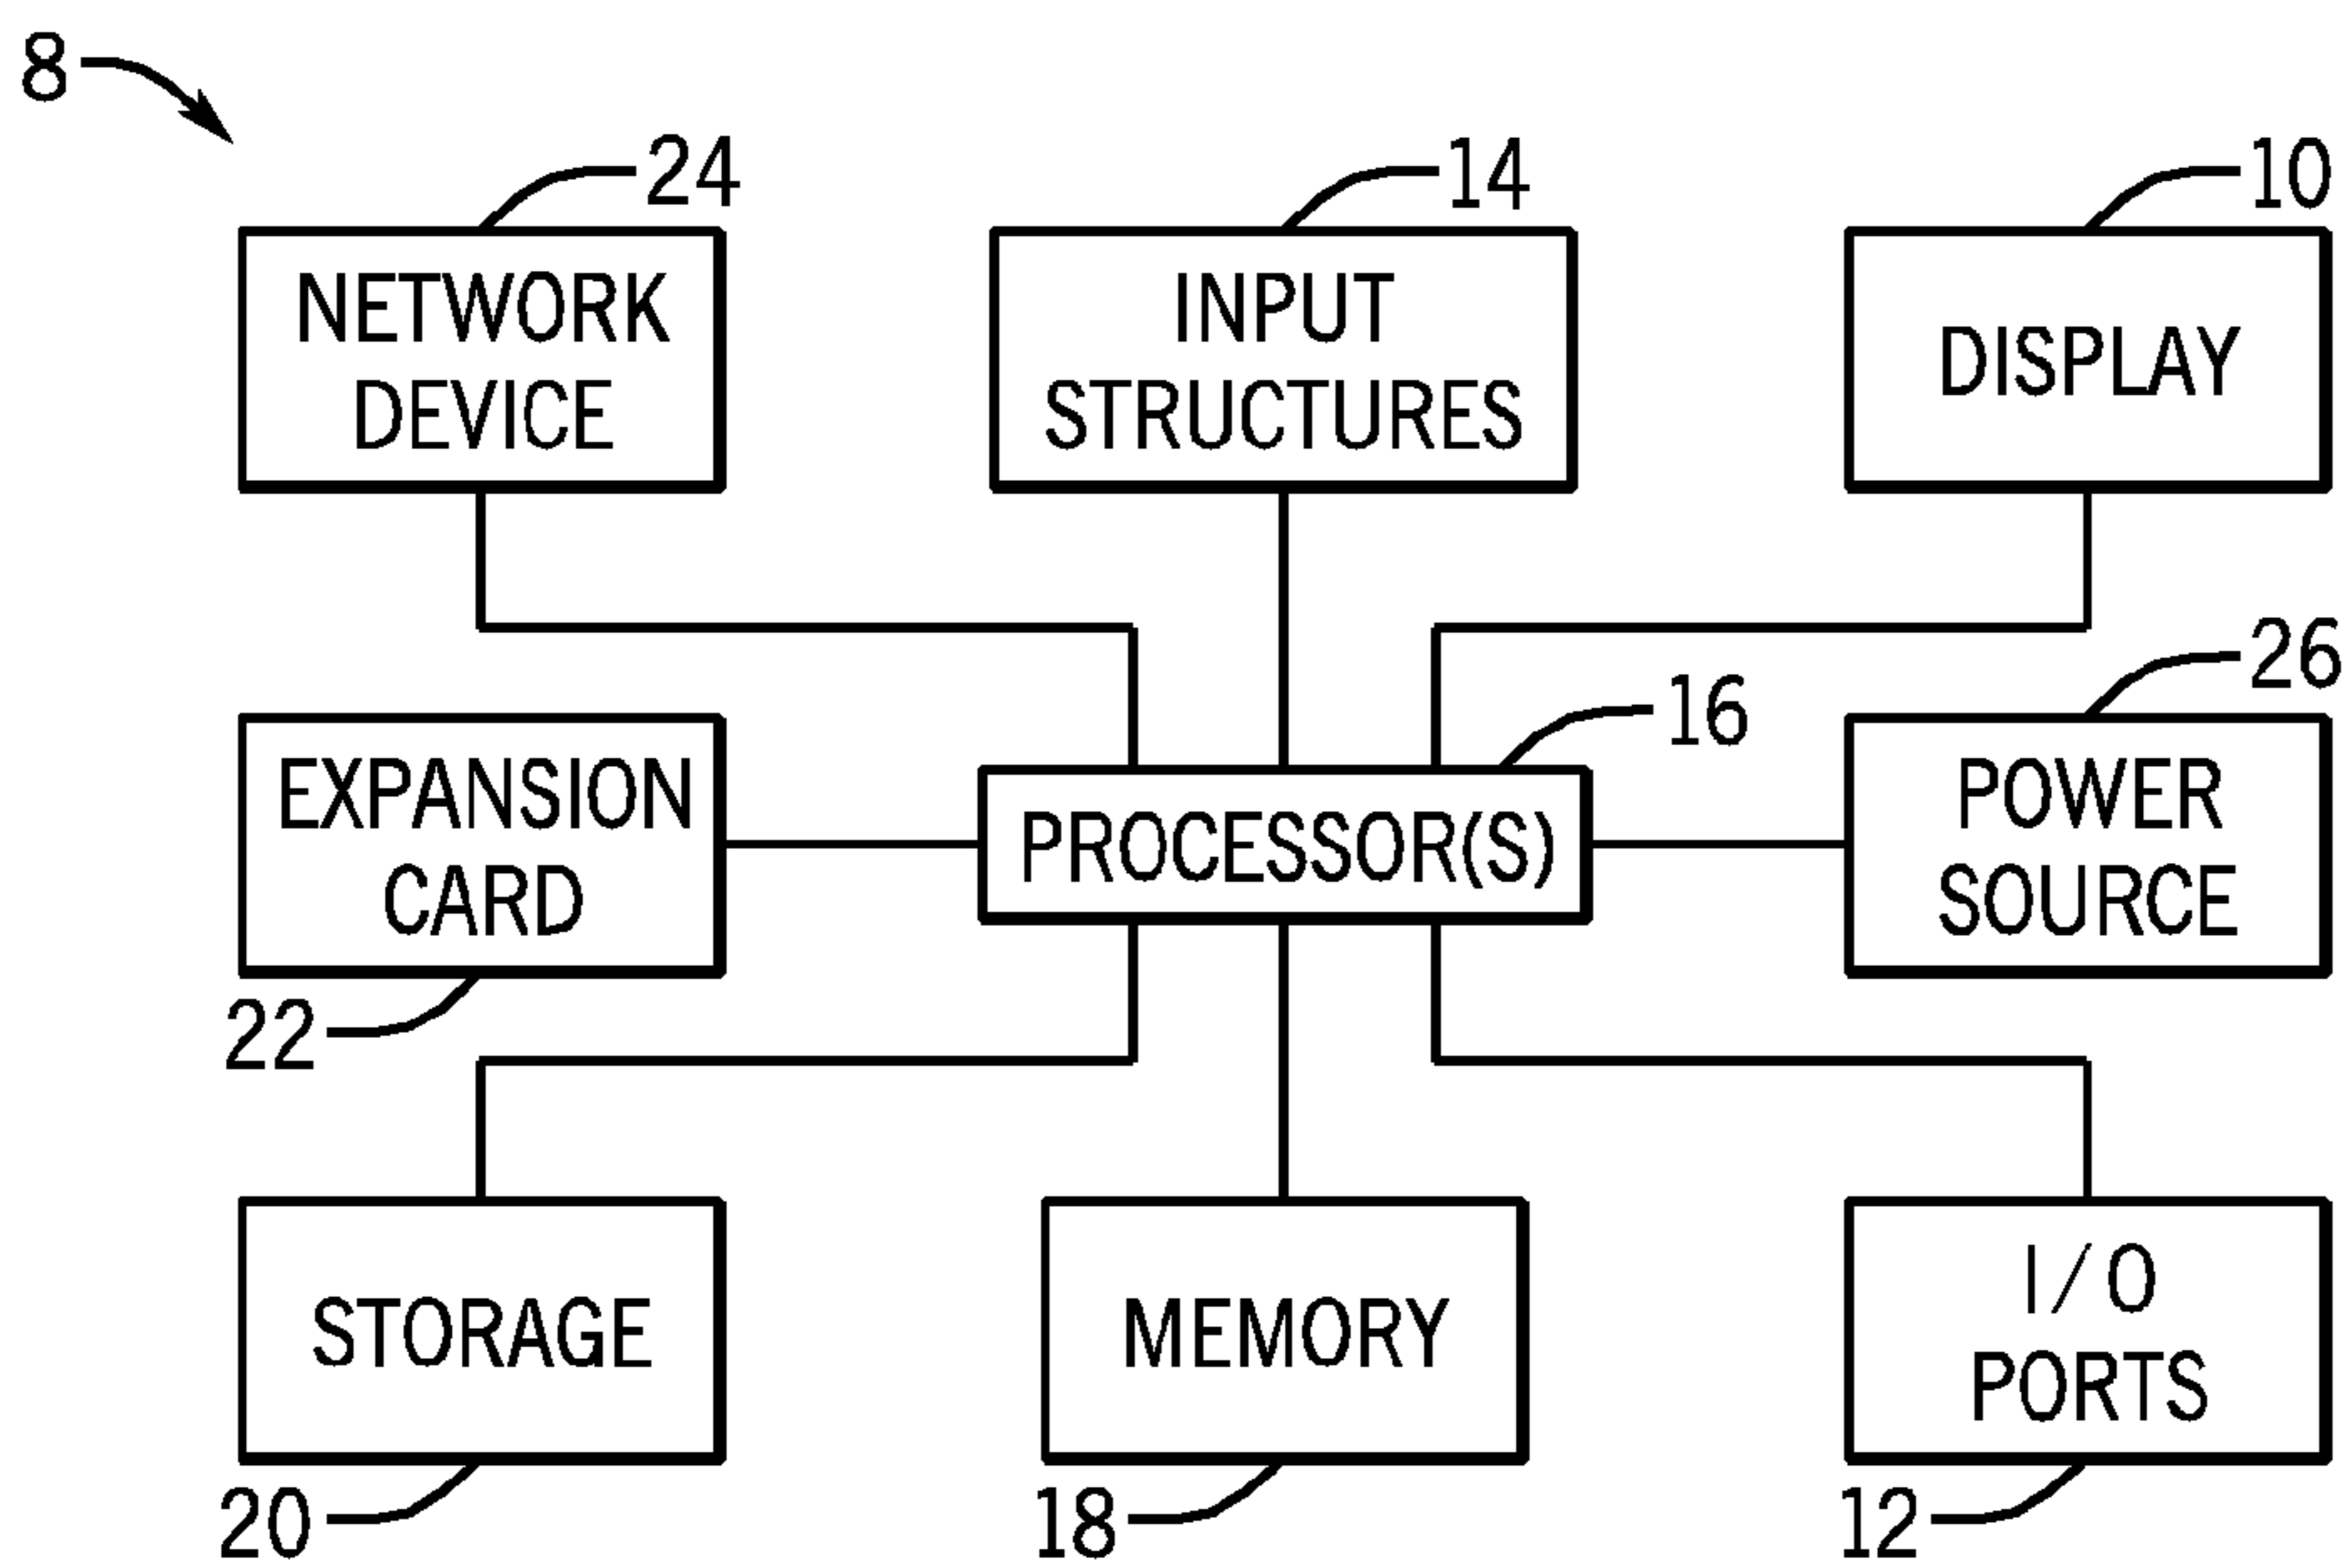 8
24
14
10
NETWORK
DEVICE
INPUT
STRUCTURES
DISPLAY
26
16
EXPANSION
CARD
PROCESSOR(S)
POWER
SOURCE
22
STORAGE
MEMORY
I/O
PORTS
20
18
12